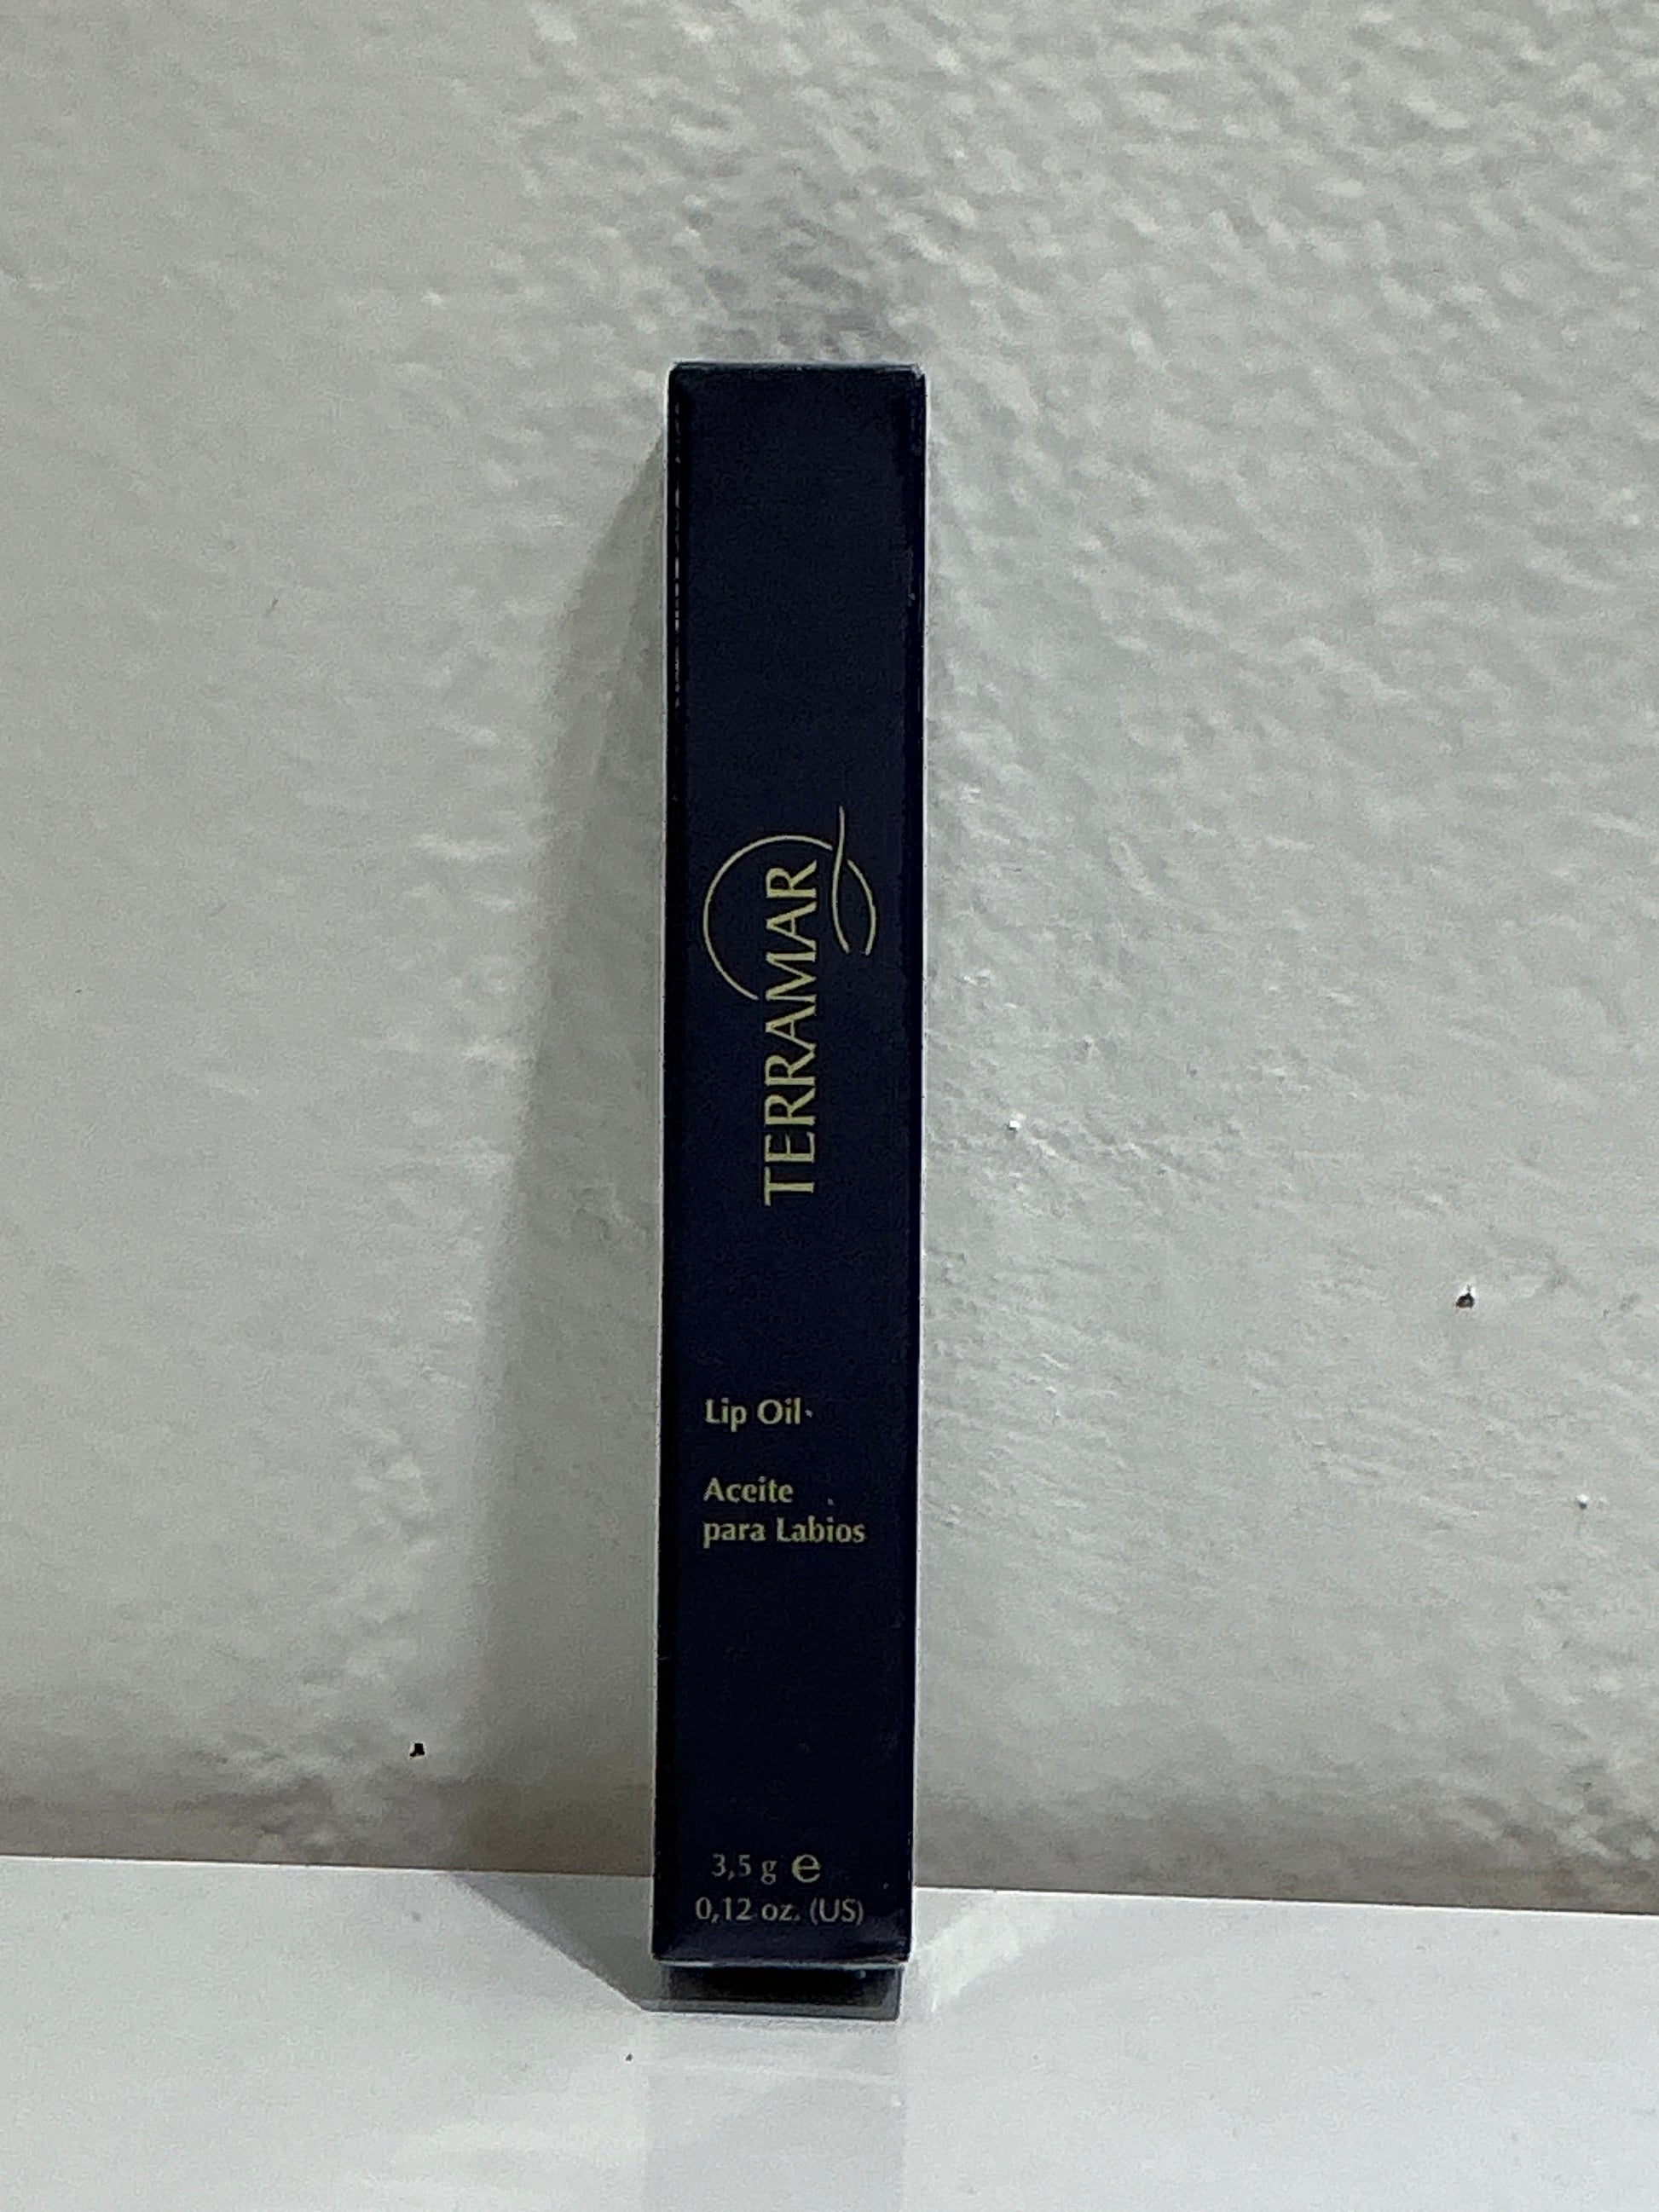 TERRAMAR
Lip Oil
Aceite
para Labios
3,5 g e
0,12 oz. (US)